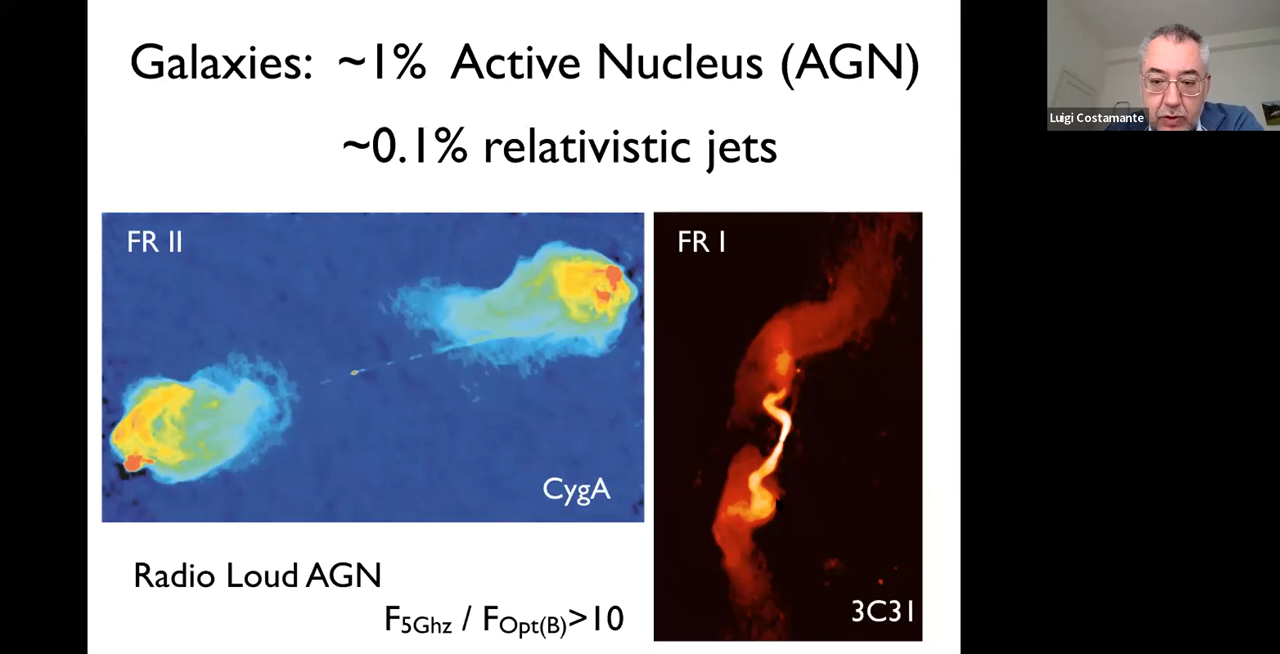 Galaxies: ~1% Active Nucleus (AGN)
~0.1% relativistic jets
Luigi Costamante
FR II
CygA
FR I
3C31
Radio Loud AGN
F5Ghz / FOpt(B)>10